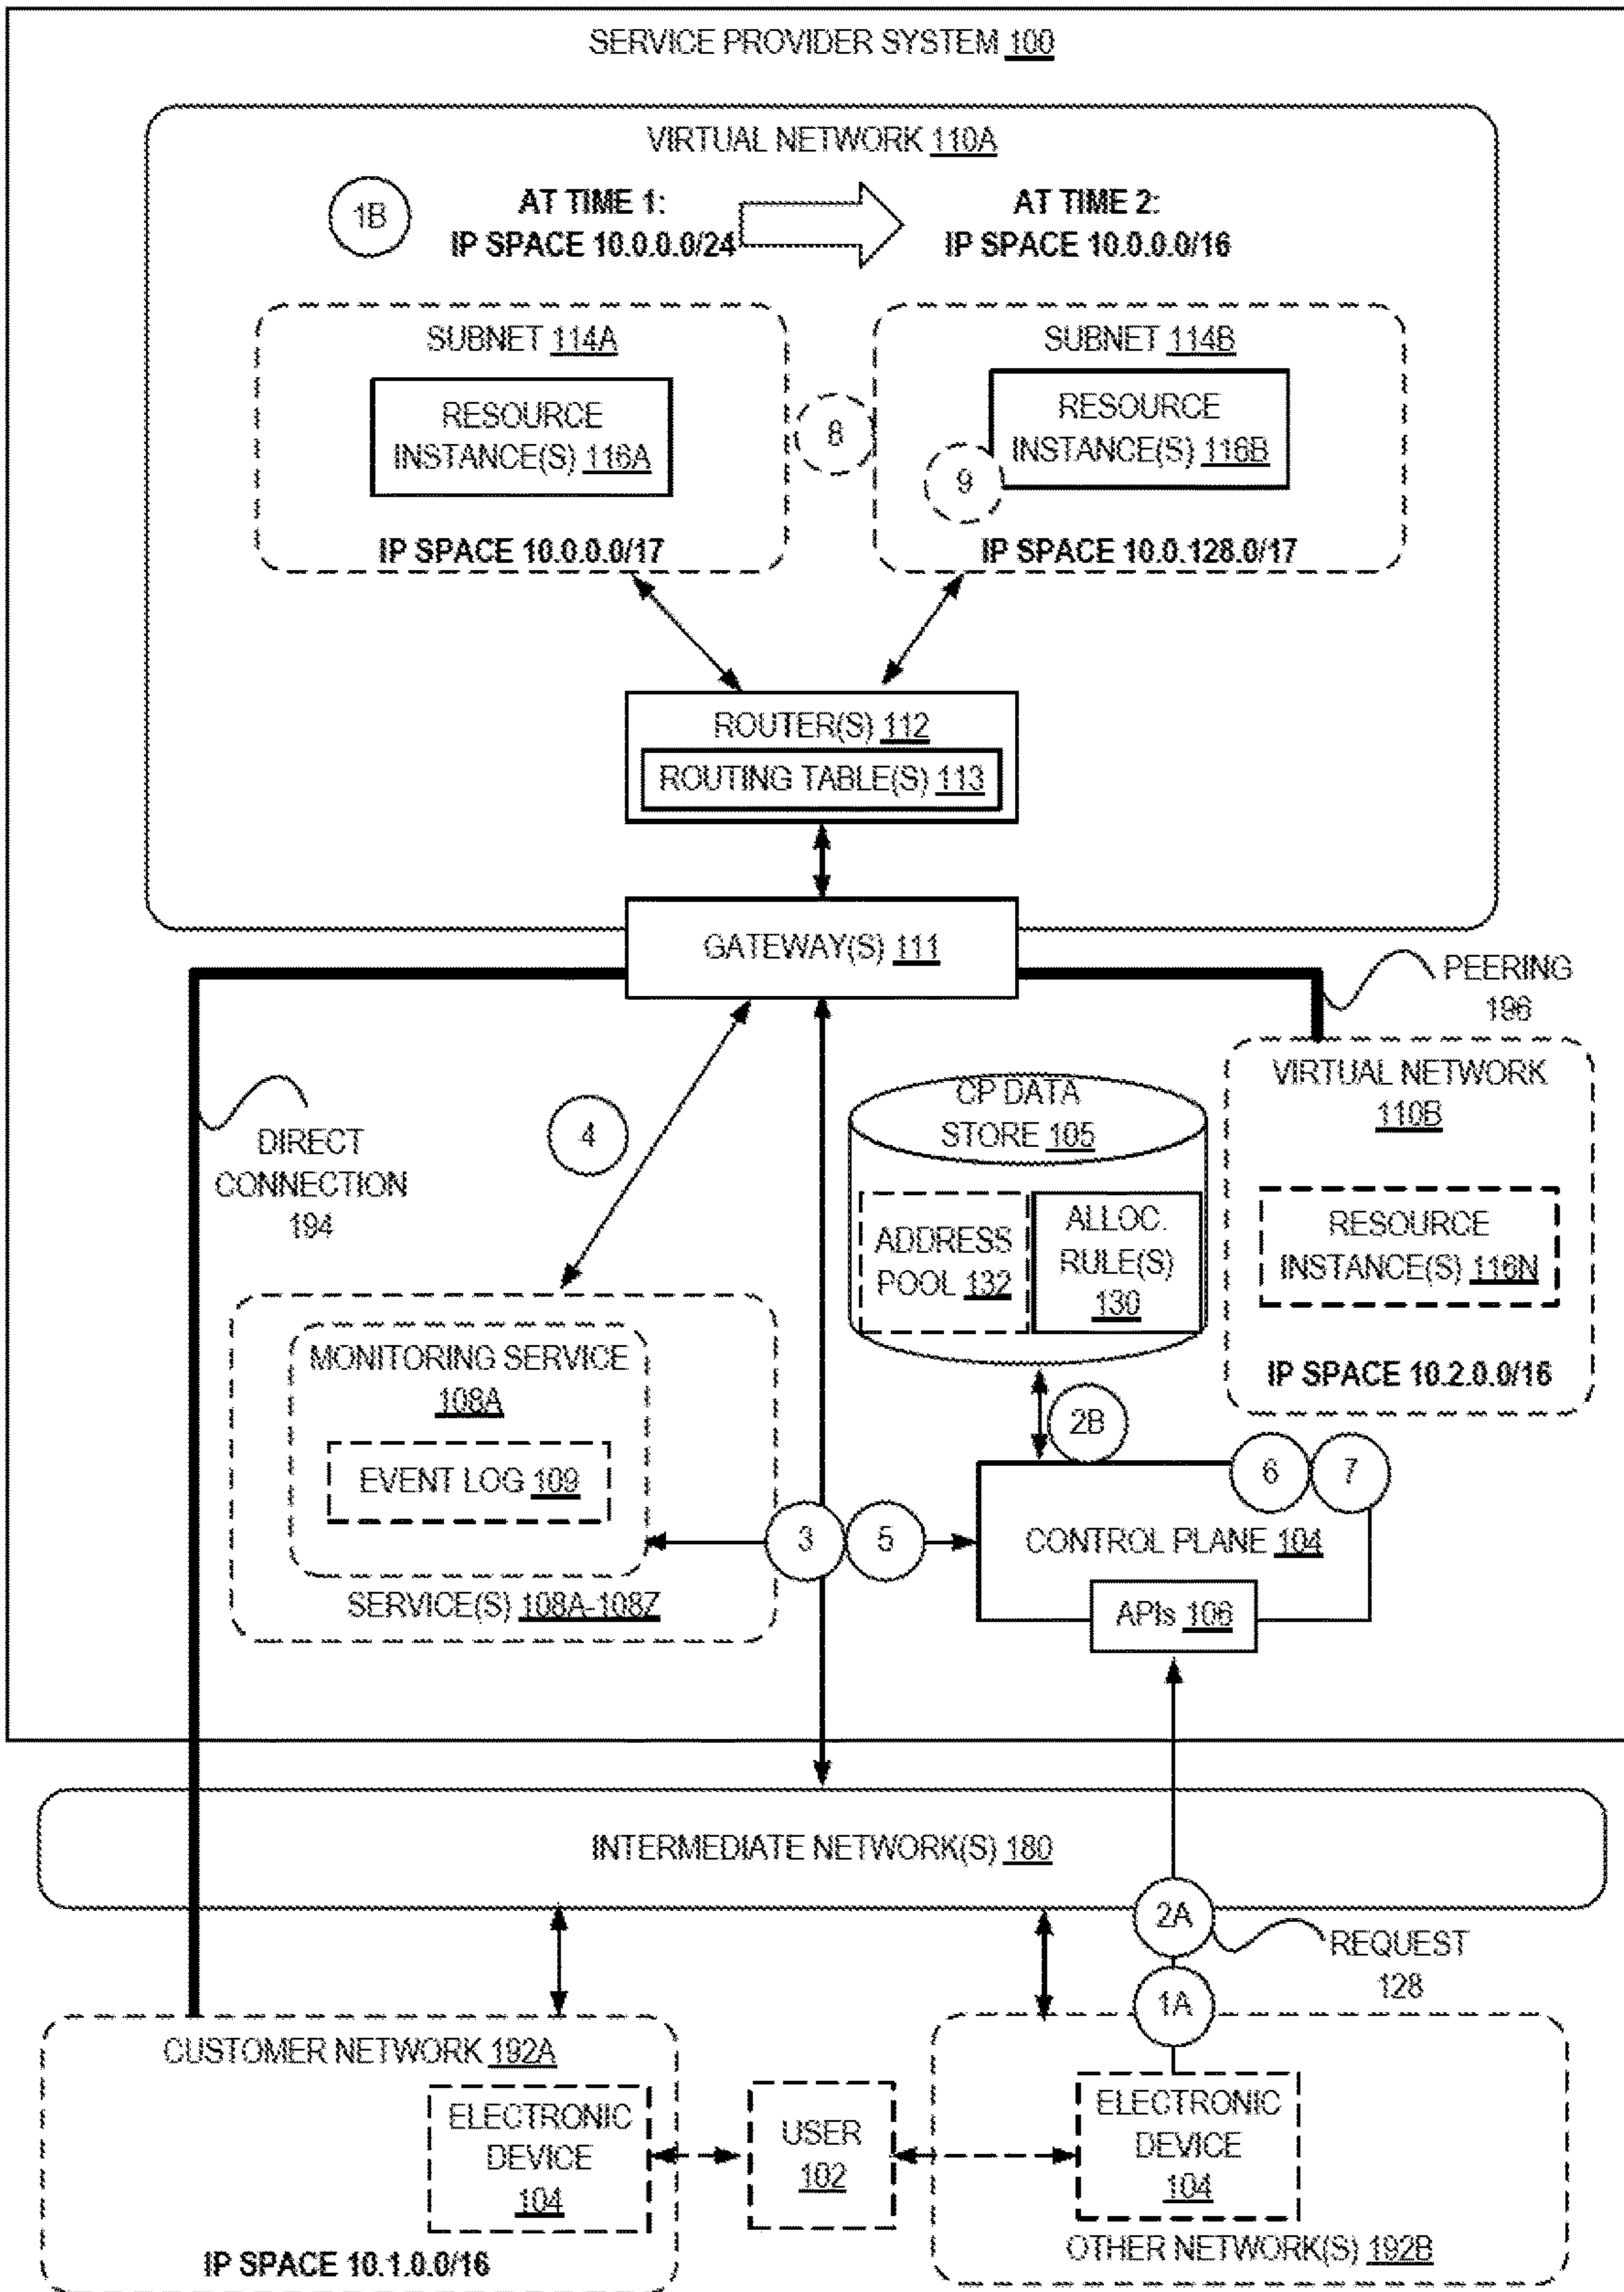 SERVICE PROVIDER SYSTEM 100
VIRTUAL NETWORK 110A
1B
AT TIME 1:
IP SPACE 10.0.0.0/24
AT TIME 2:
IP SPACE 10.0.0.0/16
SUBNET 114A
RESOURCE
INSTANCE(S) 116A
IP SPACE 10.0.0.0/17
8
SUBNET 114B
RESOURCE
INSTANCE(S) 116B
9
IP SPACE 10.0.128.0/17
ROUTER(S) 112
ROUTING TABLE(S) 113
GATEWAY(S) 111
PEERING
196
DIRECT
CONNECTION
194
4
CP DATA
STORE 105
ADDRESS
POOL 132
ALLOC.
RULE(S)
130
VIRTUAL NETWORK
110B
RESOURCE
INSTANCE(S) 116N
IP SPACE 10.2.0.0/16
MONITORING SERVICE
108A
EVENT LOG 109
SERVICE(S) 108A-108Z
3
5
2B
6
7
CONTROL PLANE 104
APIs 106
INTERMEDIATE NETWORK(S) 180
2A
REQUEST
128
1A
CUSTOMER NETWORK 192A
ELECTRONIC
DEVICE
104
IP SPACE 10.1.0.0/16
USER
102
ELECTRONIC
DEVICE
104
OTHER NETWORK(S) 192B